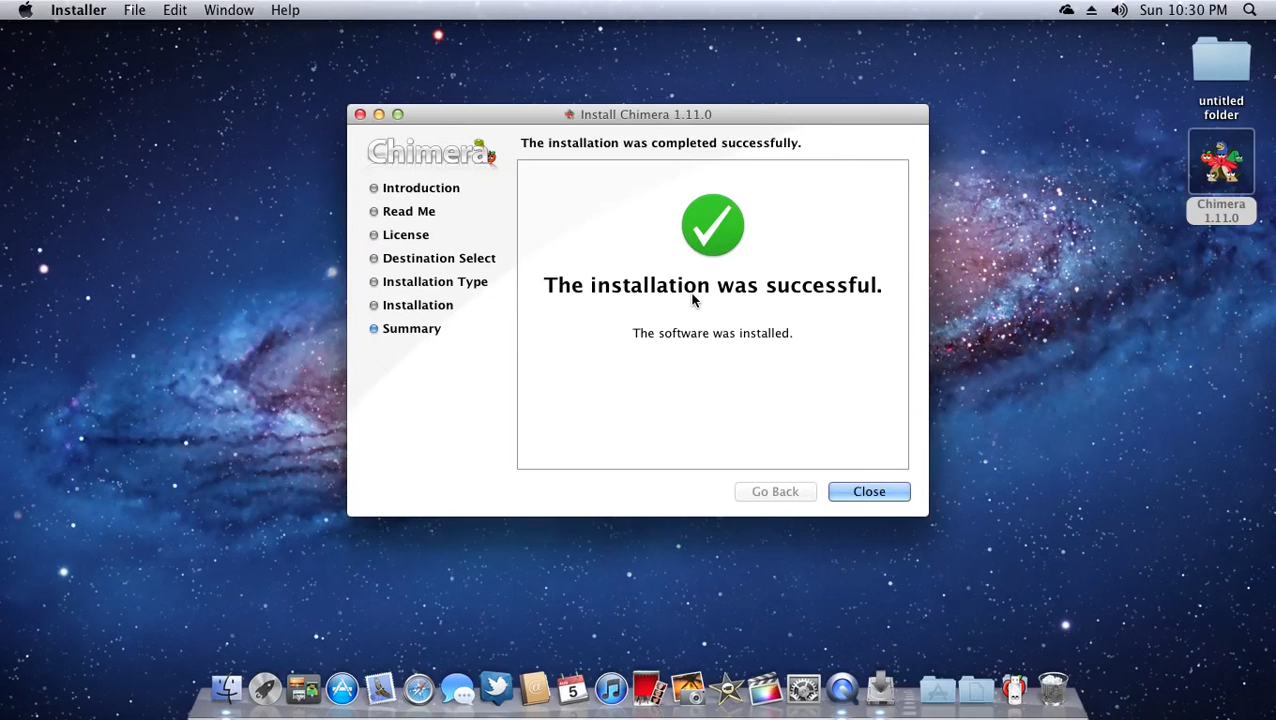 Installer File Edit Window Help Sun 10:30 PM
untitled
folder
Chimera
1.11.0
Install Chimera 1.11.0
Chimera
The installation was completed successfully.
Introduction
Read Me
License
Destination Select
Installation Type
Installation
Summary
The installation was successful.
The software was installed.
Go Back Close
5